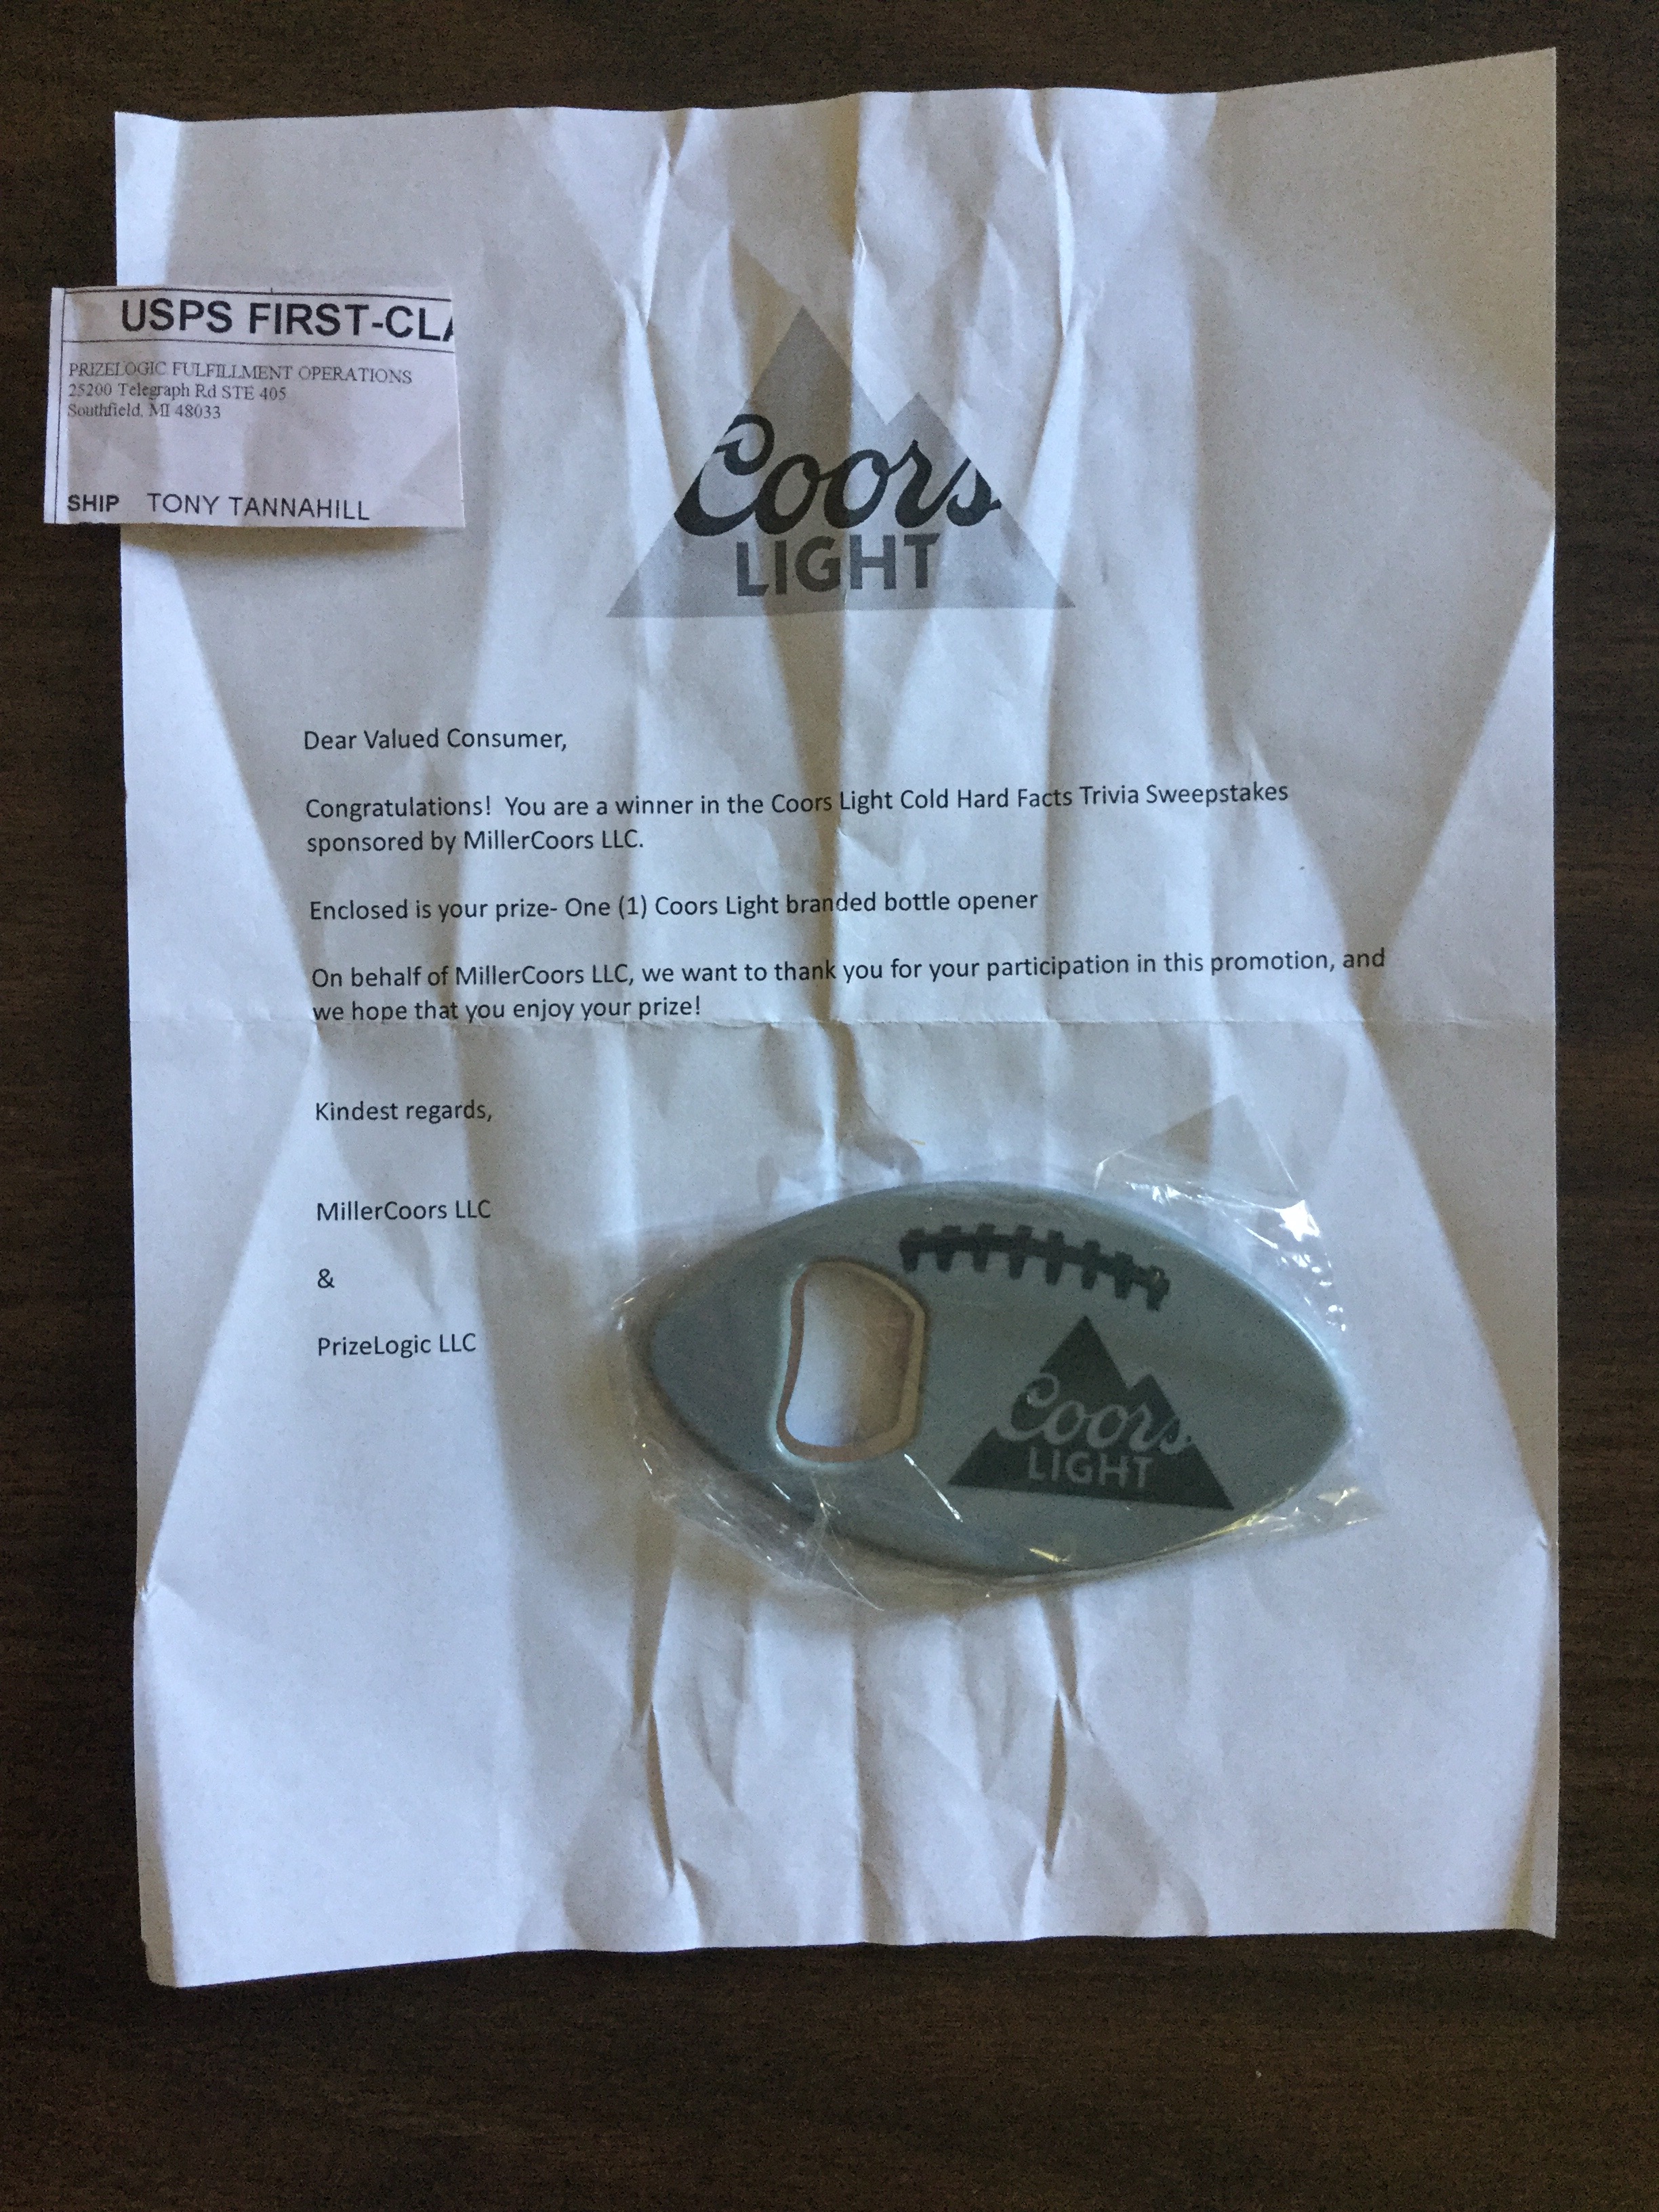 USPS FIRST-CLA
PRIZELOGIC FULFILLMENT OPERATIONS
25200 Telegraph Rd STE 405
Southfield, MI 48033
SHIP TONY TANNAHILL
Coors
LIGHT
Dear Valued Consumer,
Congratulations! You are a winner in the Coors Light Cold Hard Facts Trivia Sweepstakes
sponsored by MillerCoors LLC.
Enclosed is your prize- One (1) Coors Light branded bottle opener
On behalf of MillerCoors LLC, we want to thank you for your participation in this promotion, and
we hope that you enjoy your prize!
Kindest regards,
MillerCoors LLC
&
PrizeLogic LLC
Coors
LIGHT